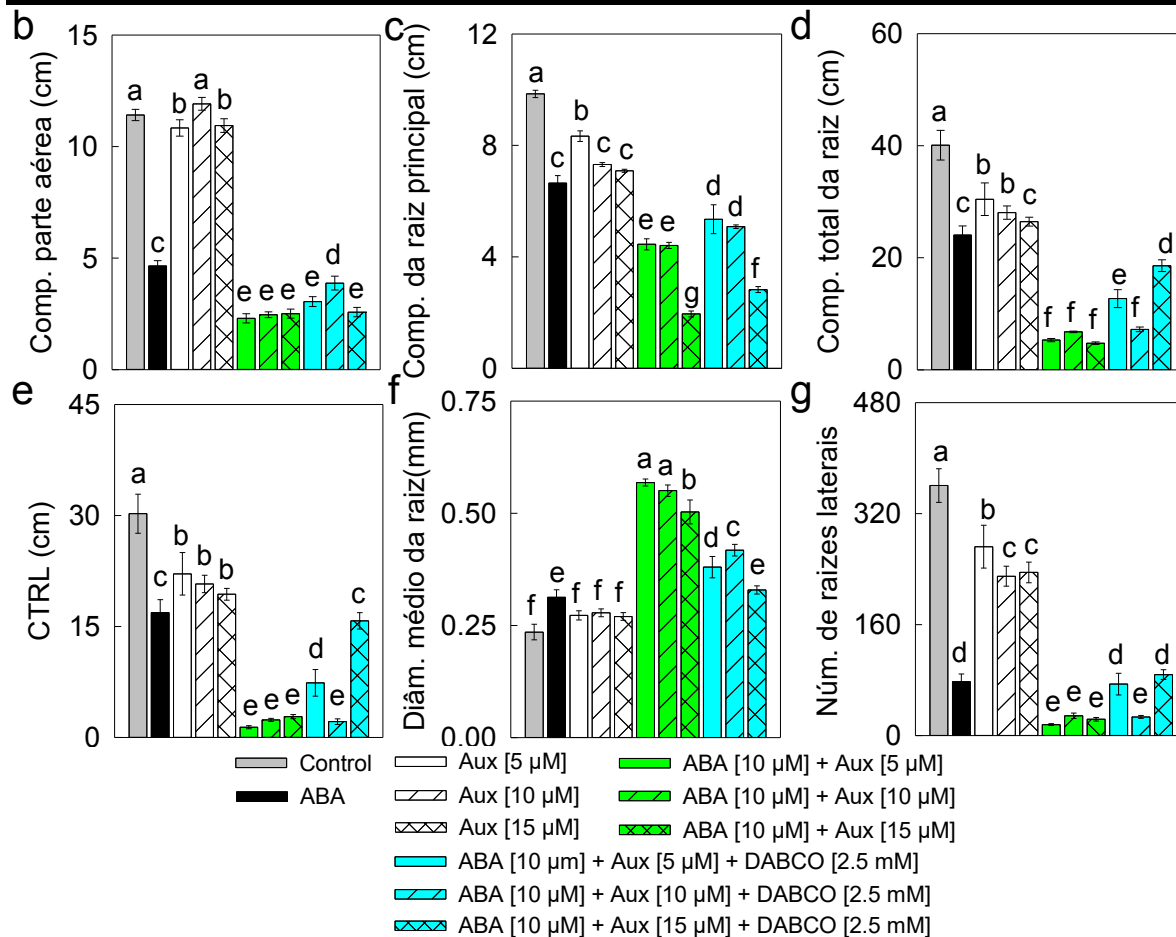 b
Comp. parte aérea (cm)
15
11
5
0
a
c
b
a
b
e
e
e
e
d
e
c
Comp. da raiz principal (cm)
12
8
4
0
a
c
b
c
c
e
e
g
d
d
f
d
Comp. total da raiz (cm)
60
40
20
0
a
c
b
b
c
f
f
f
e
f
d
e
CTRL (cm)
45
30
15
0
a
c
b
b
b
e
e
e
d
e
c
f
Diâm. médio da raiz(mm)
0.75
0.50
0.25
0.00
f
e
f
f
f
a
a
b
d
c
e
g
Núm. de raizes laterais
480
320
160
0
a
d
b
c
c
e
e
e
d
e
d
Control
ABA
Aux [5 µM]
Aux [10 µM]
Aux [15 µM]
ABA [10 µM] + Aux [5 µM]
ABA [10 µM] + Aux [10 µM]
ABA [10 µM] + Aux [15 µM]
ABA [10 µm] + Aux [5 µM] + DABCO [2.5 mM]
ABA [10 µM] + Aux [10 µM] + DABCO [2.5 mM]
ABA [10 µM] + Aux [15 µM] + DABCO [2.5 mM]